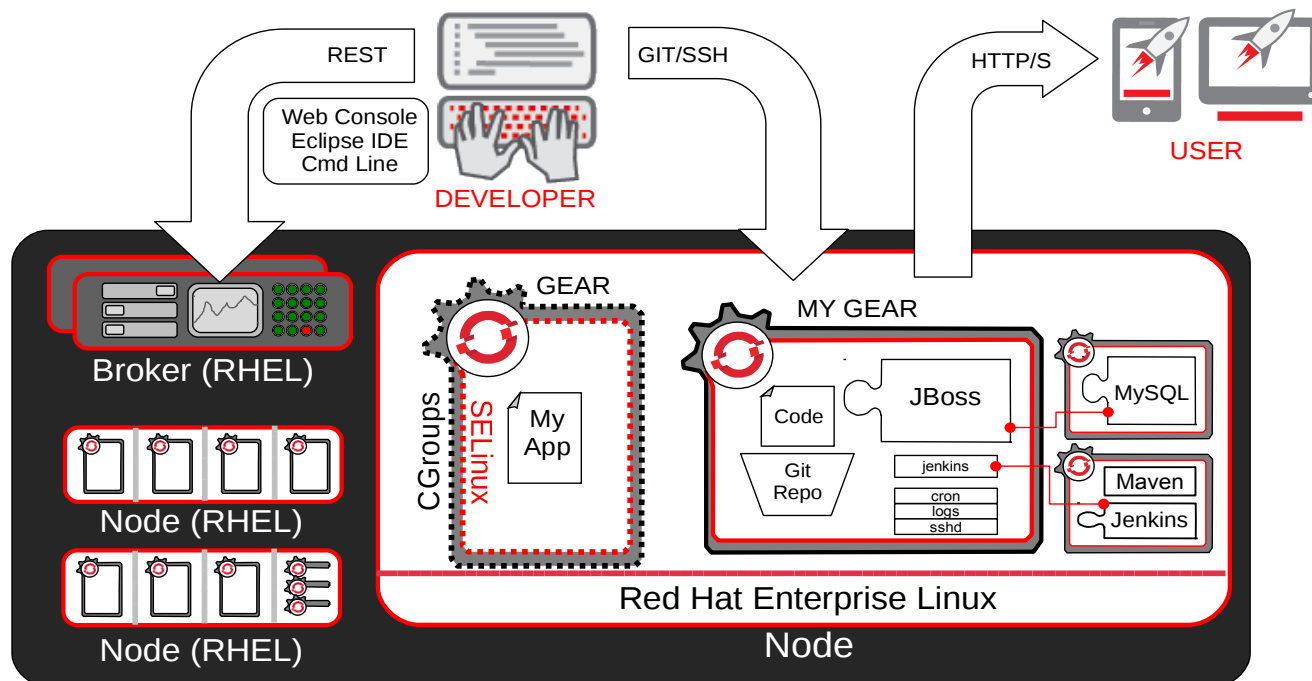 REST
GIT/SSH
HTTP/S
Web Console
Eclipse IDE
Cmd Line
DEVELOPER
USER
Broker (RHEL)
Node (RHEL)
Node (RHEL)
GEAR
CGroups
SELinux
My
App
MY GEAR
Code
JBoss
Git
Repo
jenkins
cron
logs
sshd
MySQL
Maven
Jenkins
Red Hat Enterprise Linux
Node